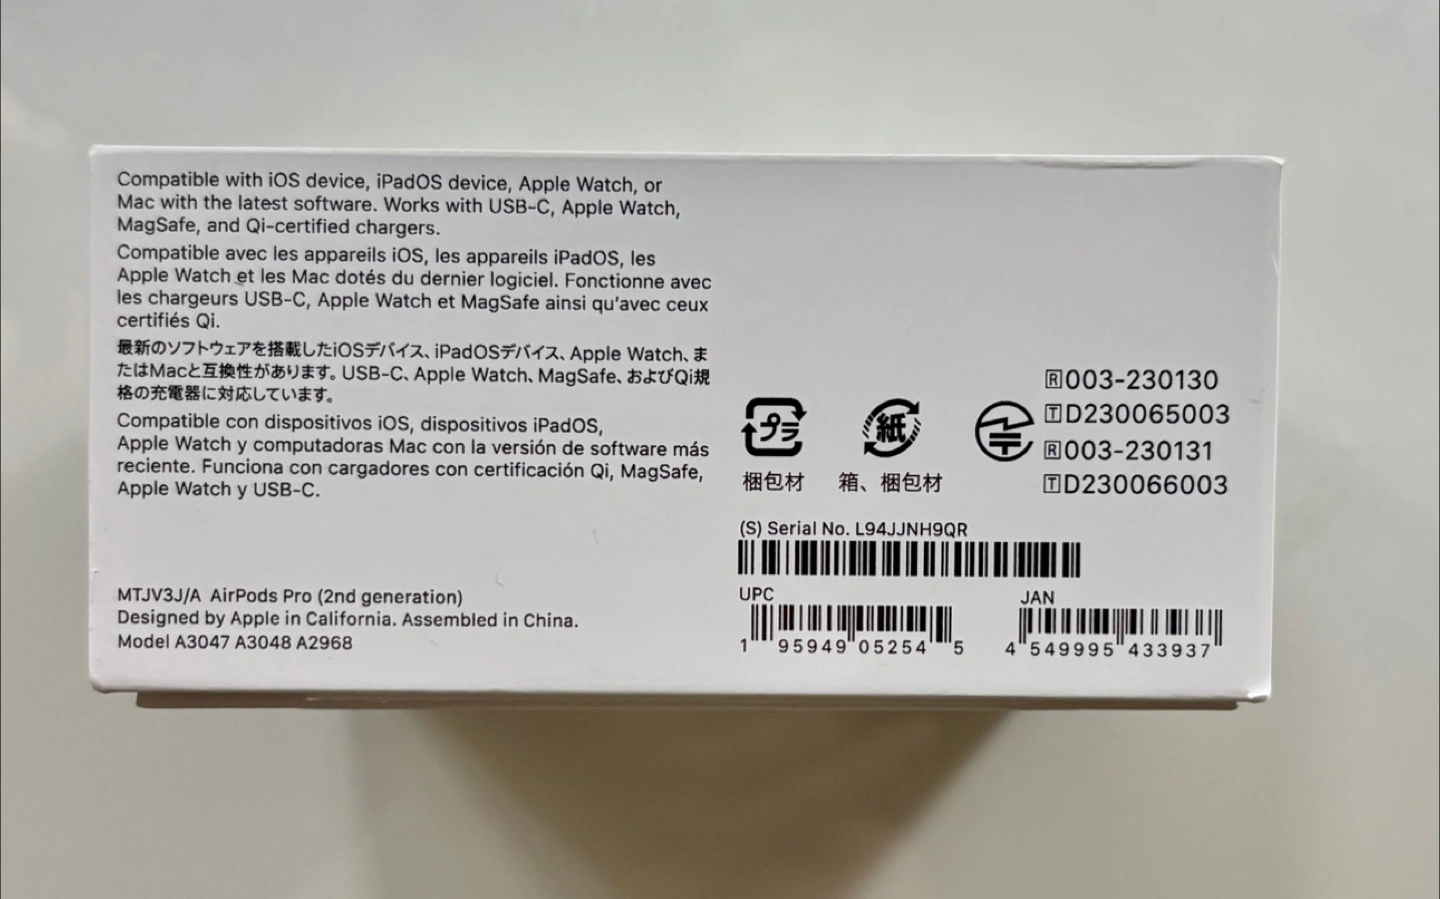 Compatible with iOS device, iPadOS device, Apple Watch, or
Mac with the latest software. Works with USB-C, Apple Watch,
MagSafe, and Qi-certified chargers.
Compatible avec les appareils iOS, les appareils iPadOS, les
Apple Watch et les Mac dotés du dernier logiciel. Fonctionne avec
les chargeurs USB-C, Apple Watch et MagSafe ainsi qu'avec ceux
certifiés Qi.
最新のソフトウェアを搭載したiOSデバイス、iPadOSデバイス、Apple Watch、ま
たはMacと互換性があります。USB-C、Apple Watch、MagSafe、およびQi規
格の充電器に対応しています。
Compatible con dispositivos iOS, dispositivos iPadOS,
Apple Watch y computadoras Mac con la versión de software más
reciente. Funciona con cargadores con certificación Qi, MagSafe,
Apple Watch y USB-C.
MTJV3J/A AirPods Pro (2nd generation)
Designed by Apple in California. Assembled in China.
Model A3047 A3048 A2968
プラ
梱包材
紙
箱、梱包材
R 003-230130
T D230065003
R 003-230131
T D230066003
(S) Serial No. L94JJNH9QR
UPC
1 95949 05254 5
JAN
4 549995 433937